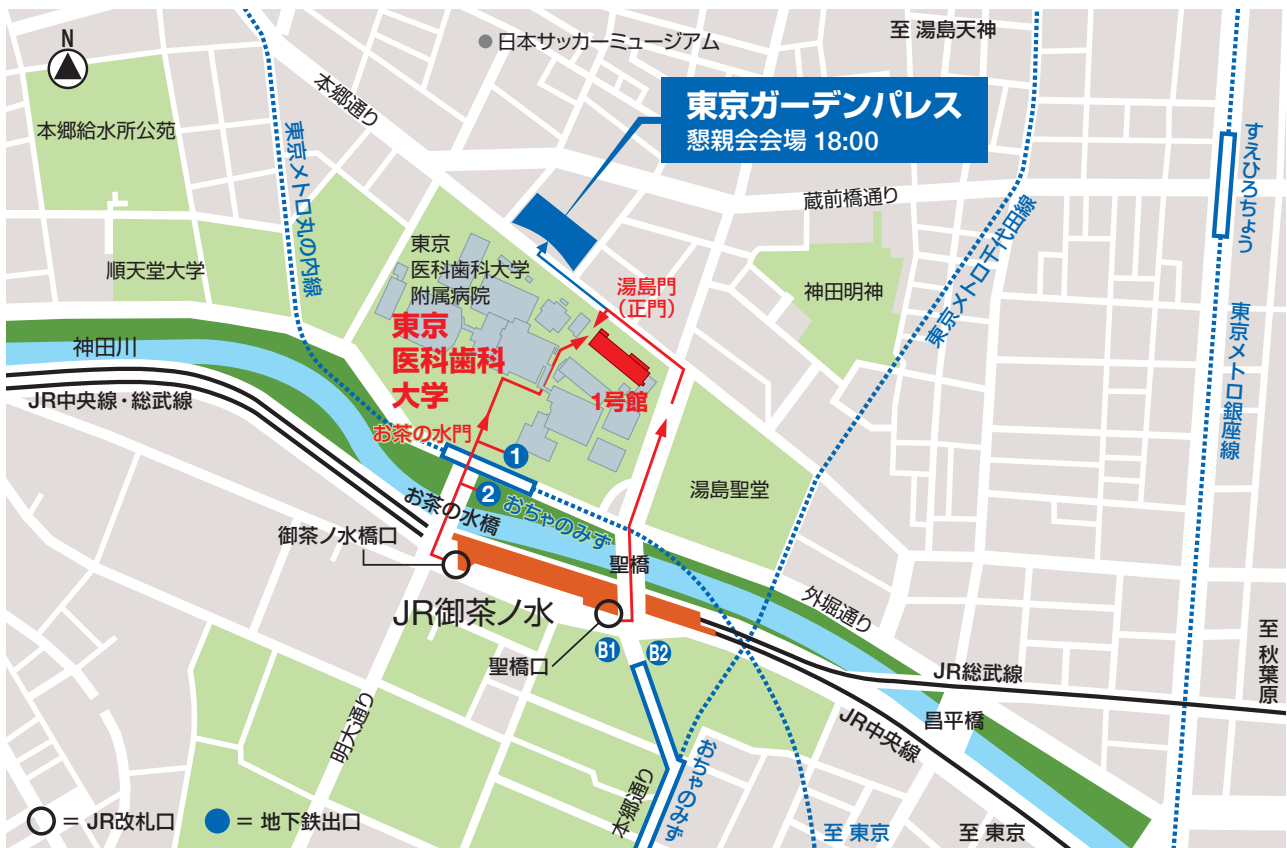 N
日本サッカーミュージアム
至 湯島天神
本郷通り
東京ガーデンパレス
懇親会会場 18:00
本郷給水所公苑
東京メトロ丸の内線
すえひろちょう
蔵前橋通り
東京
医科歯科大学
附属病院
順天堂大学
湯島門
（正門）
神田明神
東京メトロ千代田線
東京メトロ銀座線
東京
医科歯科
大学
神田川
JR中央線・総武線
1号館
お茶の水門
1
2
おちゃのみず
お茶の水橋
湯島聖堂
御茶ノ水橋口
聖橋
外堀通り
JR御茶ノ水
聖橋口
B1
B2
至 秋葉原
JR総武線
昌平橋
JR中央線
明大通り
本郷通り
おちゃのみず
= JR改札口
= 地下鉄出口
至 東京
至 東京